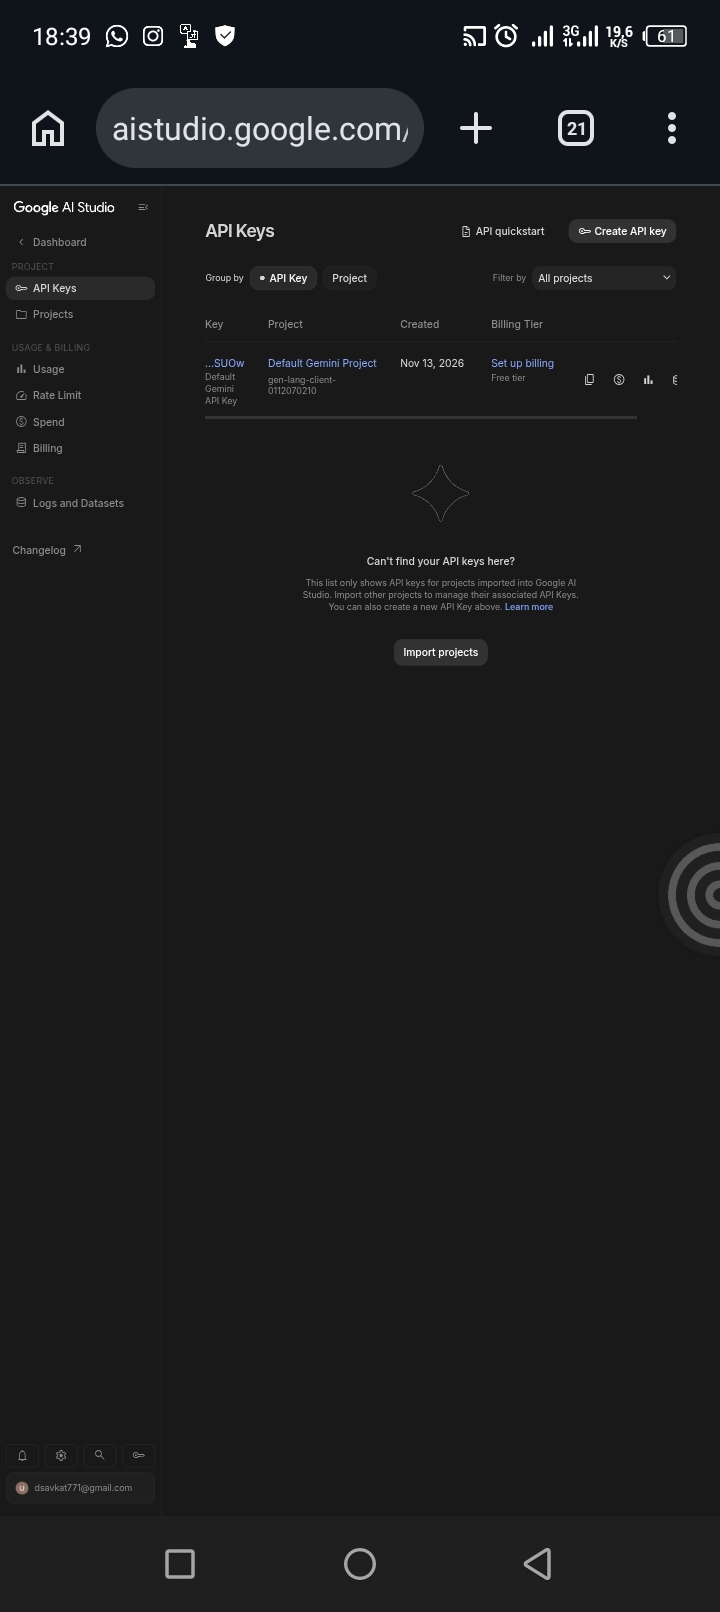 18:39
3G
19,6
K/S
61
aistudio.google.com/
21
Google AI Studio
Dashboard
PROJECT
API Keys
Projects
USAGE & BILLING
Usage
Rate Limit
Spend
Billing
OBSERVE
Logs and Datasets
Changelog
API Keys
API quickstart
Create API key
Group by
API Key
Project
Filter by
All projects
Key
Project
Created
Billing Tier
...SUOw
Default
Gemini
API Key
Default Gemini Project
gen-lang-client-
0112070210
Nov 13, 2026
Set up billing
Free tier
Can't find your API keys here?
This list only shows API keys for projects imported into Google AI
Studio. Import other projects to manage their associated API Keys.
You can also create a new API Key above. Learn more
Import projects
u
dsavkat771@gmail.com